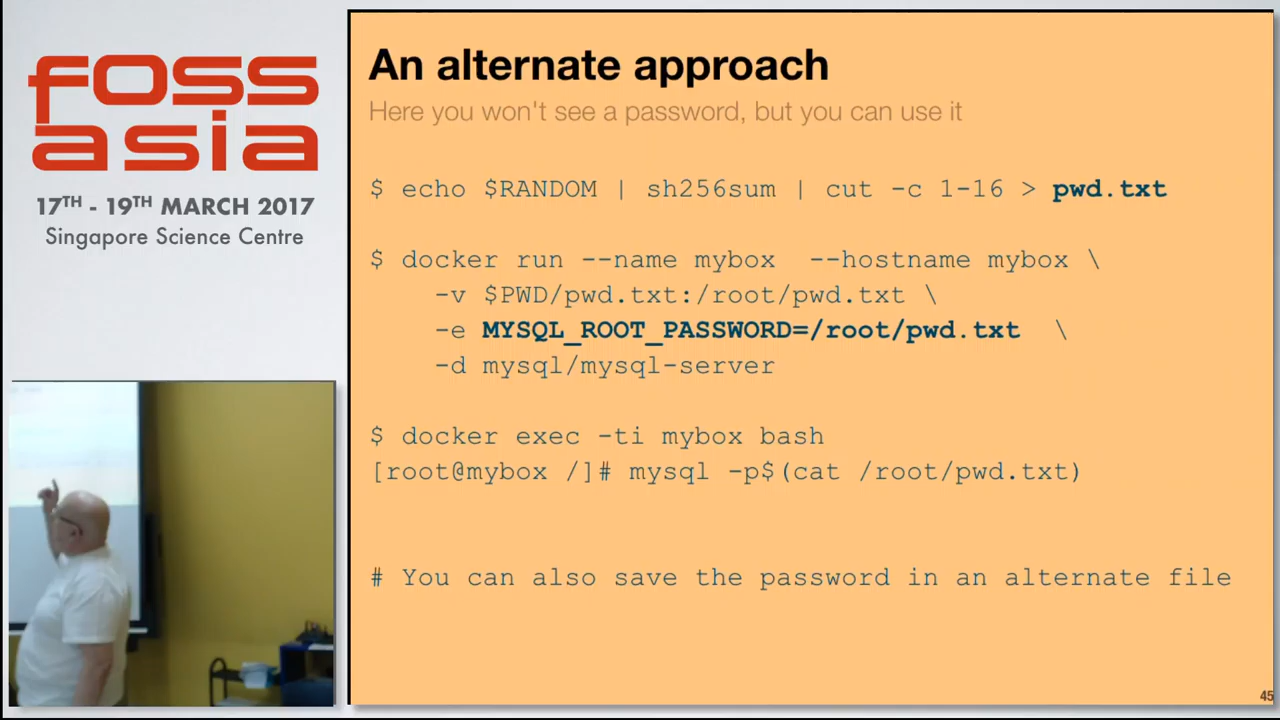 foss
asia
17TH - 19TH MARCH 2017
Singapore Science Centre
An alternate approach
Here you won't see a password, but you can use it
$ echo $RANDOM | sh256sum | cut -c 1-16 > pwd.txt
$ docker run --name mybox  --hostname mybox \
-v $PWD/pwd.txt:/root/pwd.txt \
-e MYSQL_ROOT_PASSWORD=/root/pwd.txt  \
-d mysql/mysql-server
$ docker exec -ti mybox bash
[root@mybox /]# mysql -p$(cat /root/pwd.txt)
# You can also save the password in an alternate file
45